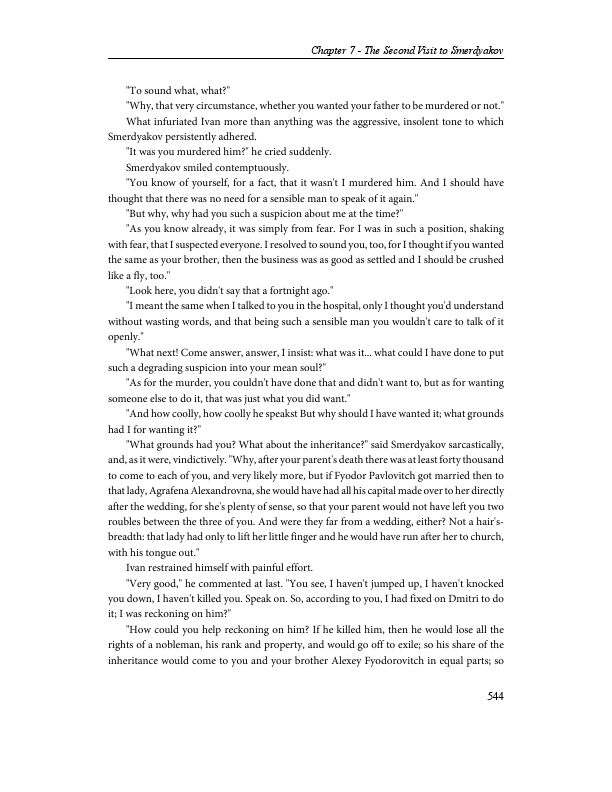 Chapter 7 - The Second Visit to Smerdyakov
"To sound what, what?"
"Why, that very circumstance, whether you wanted your father to be murdered or not."
What infuriated Ivan more than anything was the aggressive, insolent tone to which
Smerdyakov persistently adhered.
"It was you murdered him?" he cried suddenly.
Smerdyakov smiled contemptuously.
"You know of yourself, for a fact, that it wasn't I murdered him. And I should have
thought that there was no need for a sensible man to speak of it again."
"But why, why had you such a suspicion about me at the time?"
"As you know already, it was simply from fear. For I was in such a position, shaking
with fear, that I suspected everyone. I resolved to sound you, too, for I thought if you wanted
the same as your brother, then the business was as good as settled and I should be crushed
like a fly, too."
"Look here, you didn't say that a fortnight ago."
"I meant the same when I talked to you in the hospital, only I thought you'd understand
without wasting words, and that being such a sensible man you wouldn't care to talk of it
openly."
"What next! Come answer, answer, I insist: what was it... what could I have done to put
such a degrading suspicion into your mean soul?"
"As for the murder, you couldn't have done that and didn't want to, but as for wanting
someone else to do it, that was just what you did want."
"And how coolly, how coolly he speakst But why should I have wanted it; what grounds
had I for wanting it?"
"What grounds had you? What about the inheritance?" said Smerdyakov sarcastically,
and, as it were, vindictively. "Why, after your parent's death there was at least forty thousand
to come to each of you, and very likely more, but if Fyodor Pavlovitch got married then to
that lady, Agrafena Alexandrovna, she would have had all his capital made over to her directly
after the wedding, for she's plenty of sense, so that your parent would not have left you two
roubles between the three of you. And were they far from a wedding, either? Not a hair's-
breadth: that lady had only to lift her little finger and he would have run after her to church,
with his tongue out."
Ivan restrained himself with painful effort.
"Very good," he commented at last. "You see, I haven't jumped up, I haven't knocked
you down, I haven't killed you. Speak on. So, according to you, I had fixed on Dmitri to do
it; I was reckoning on him?"
"How could you help reckoning on him? If he killed him, then he would lose all the
rights of a nobleman, his rank and property, and would go off to exile; so his share of the
inheritance would come to you and your brother Alexey Fyodorovitch in equal parts; so
544